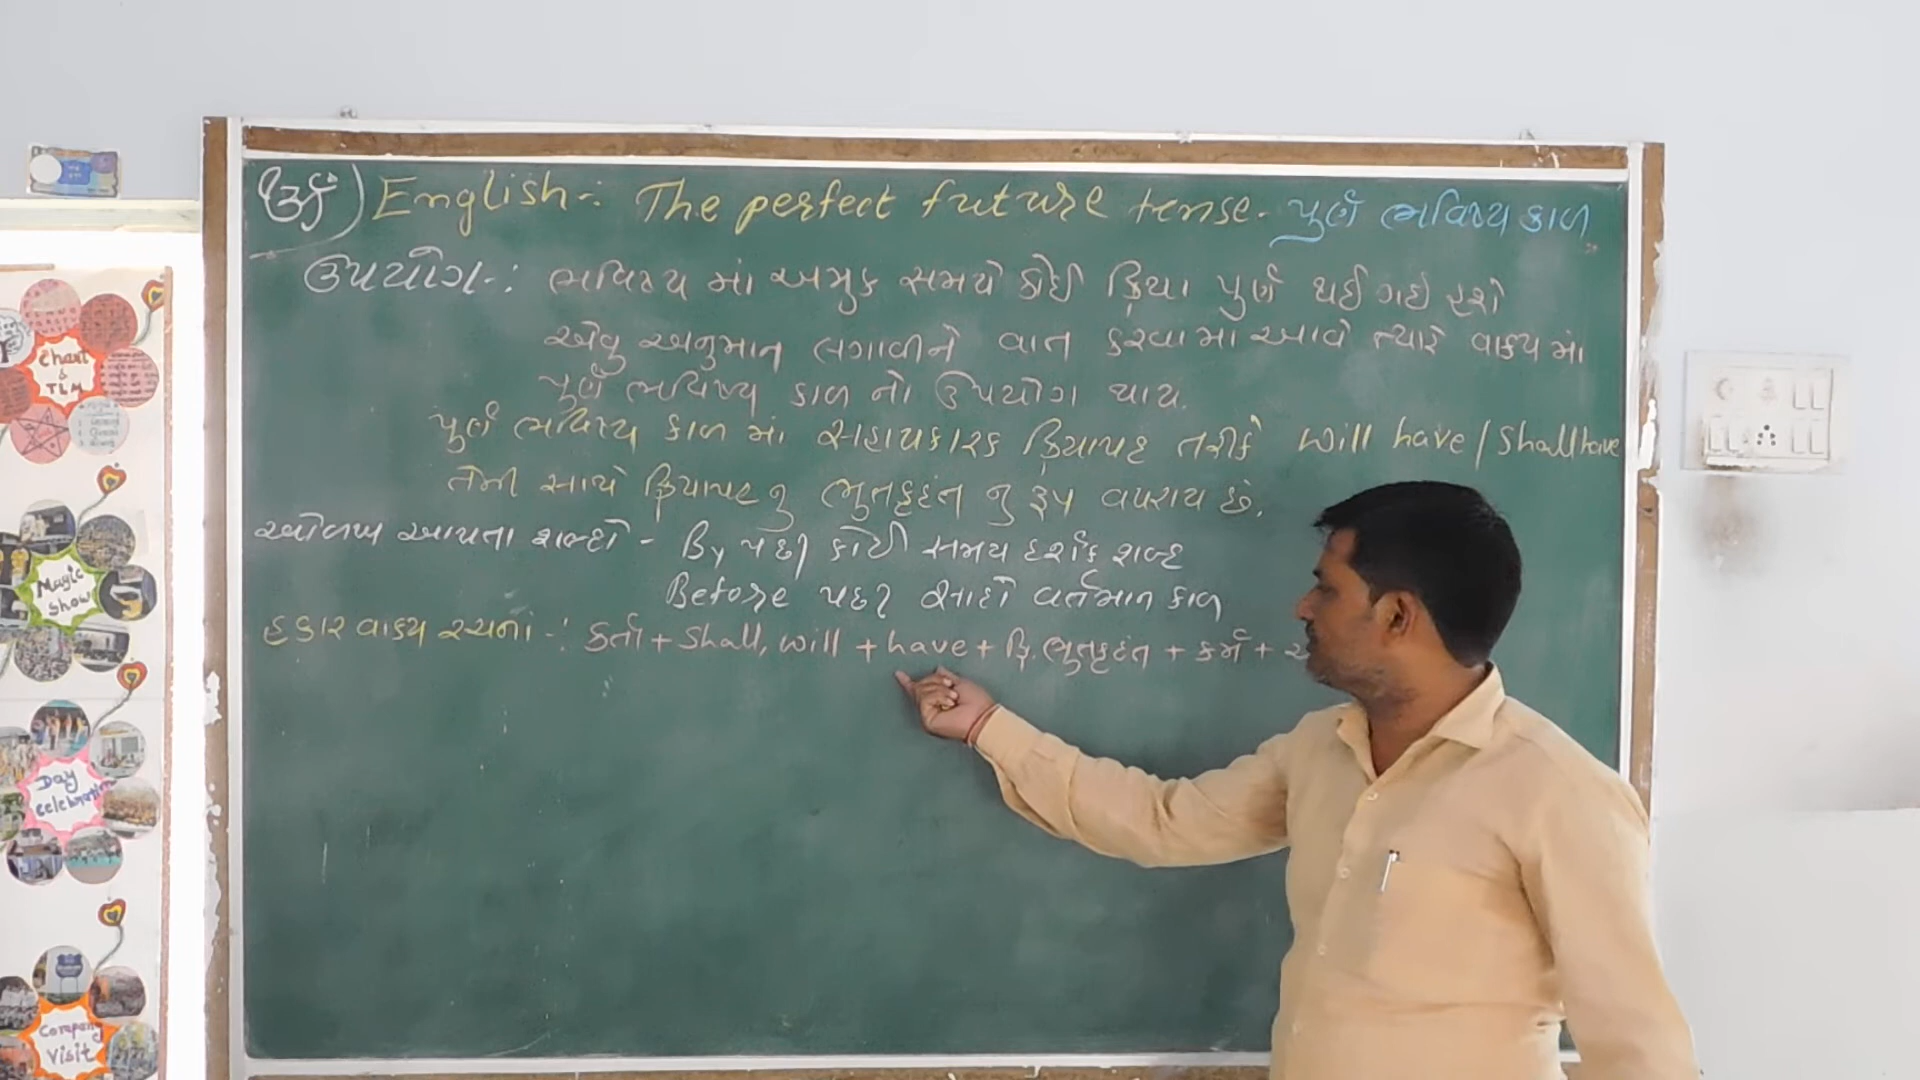 English:- The perfect future tense - પુર્ણ ભવિષ્ય કાળ
ઉપયોગ:- ભવિષ્ય માં અમુક સમયે કોઈ ક્રિયા પુર્ણ થઈ ગઈ હશે
એવુ અનુમાન લગાવીને વાત કરવામાં આવે ત્યારે વાકય માં
પુર્ણ ભવિષ્ય કાળ નો ઉપયોગ થાય.
પુર્ણ ભવિષ્ય કાળ માં સહાયકારક ક્રિયાપદ તરીકે will have / Shall have
તેની સાથે ક્રિયાપદ નુ ભુતકૃદંત નુ રૂપ વપરાય છે.
ઓળખ આપતા શબ્દો - By પછી કોઈ સમય દર્શક શબ્દ
Before પછી સાદો વર્તમાન કાળ
હકાર વાકય રચના -: કર્તા + Shall, will + have + ક્રિ. ભુતકૃદંત + કર્મ +
Chart & TLM
Magic Show
Day Celebration
Company Visit